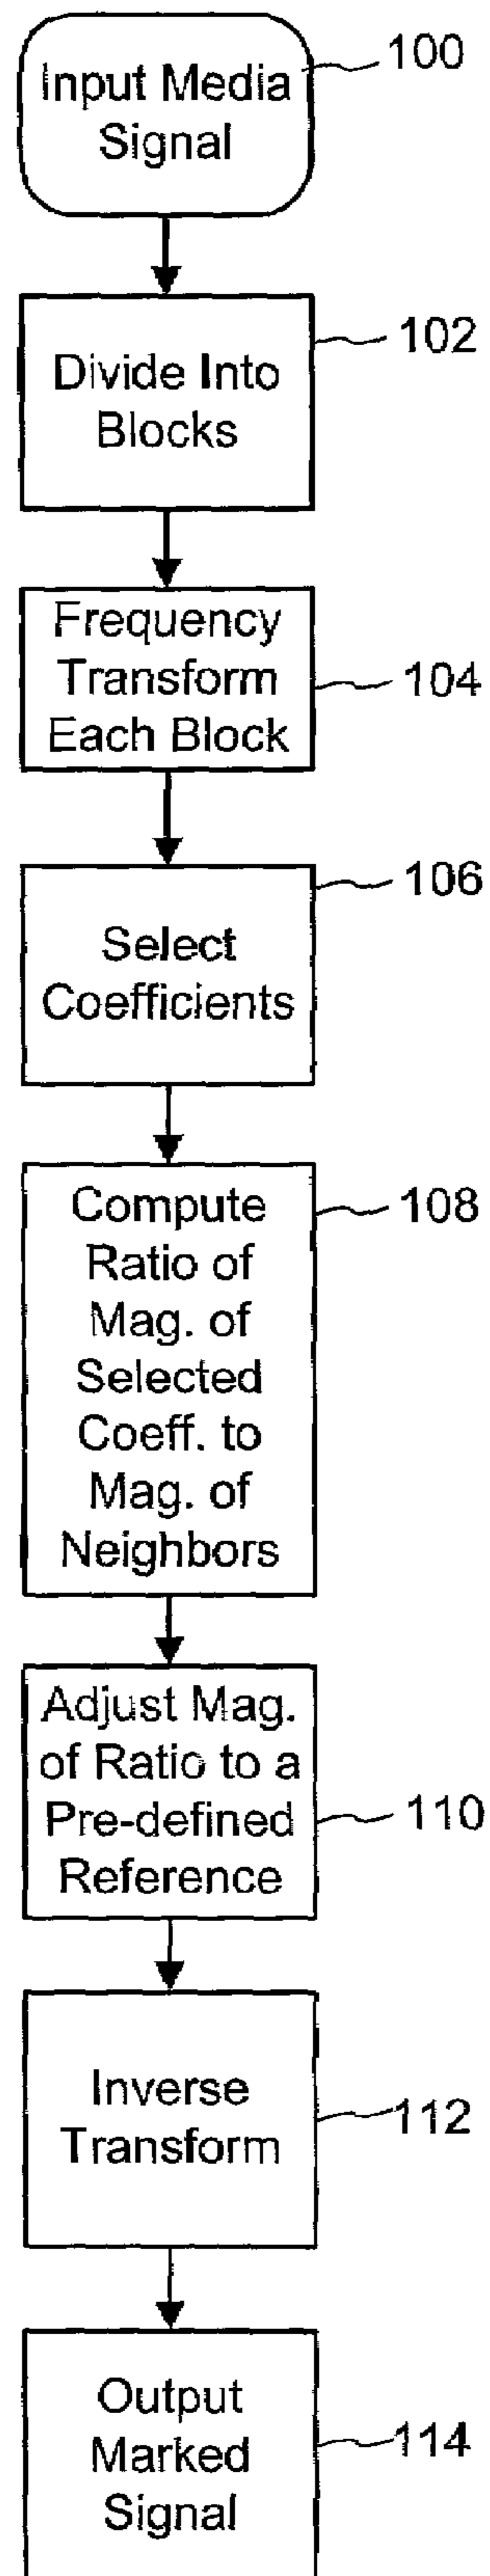 Input Media
Signal
100
Divide Into
Blocks
102
Frequency
Transform
Each Block
104
Select
Coefficients
106
Compute
Ratio of
Mag. of
Selected
Coeff. to
Mag. of
Neighbors
108
Adjust Mag.
of Ratio to a
Pre-defined
Reference
110
Inverse
Transform
112
Output
Marked
Signal
114